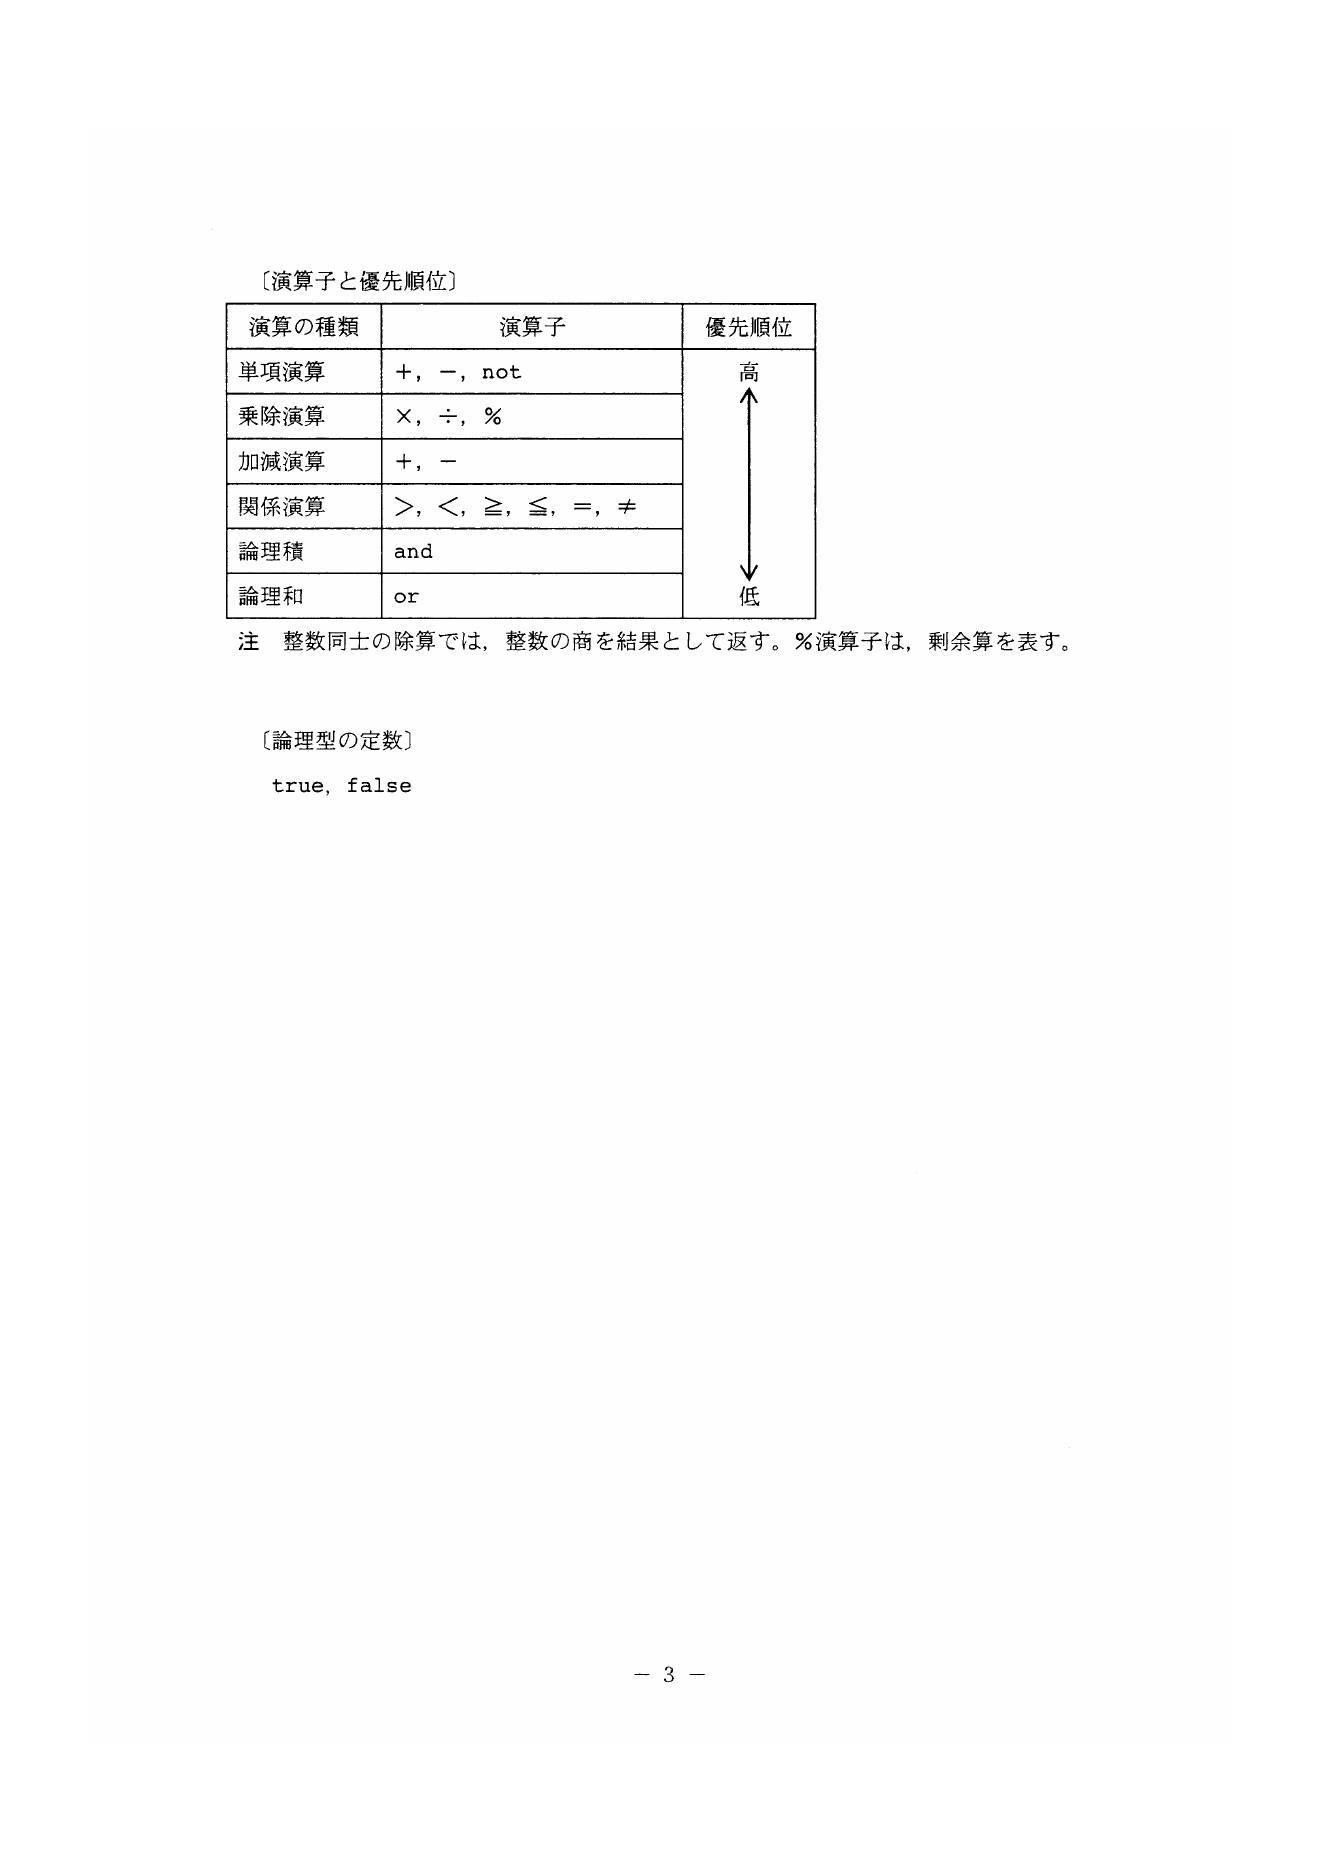 〔演算子と優先順位〕
演算の種類 演算子 優先順位
単項演算 +, −, not 高
乗除演算 ×, ÷, %
加減演算 +, −
関係演算 >, <, ≧, ≦, =, ≠
論理積 and
論理和 or 低
注 整数同士の除算では，整数の商を結果として返す。%演算子は，剰余算を表す。
〔論理型の定数〕
true, false
− 3 −